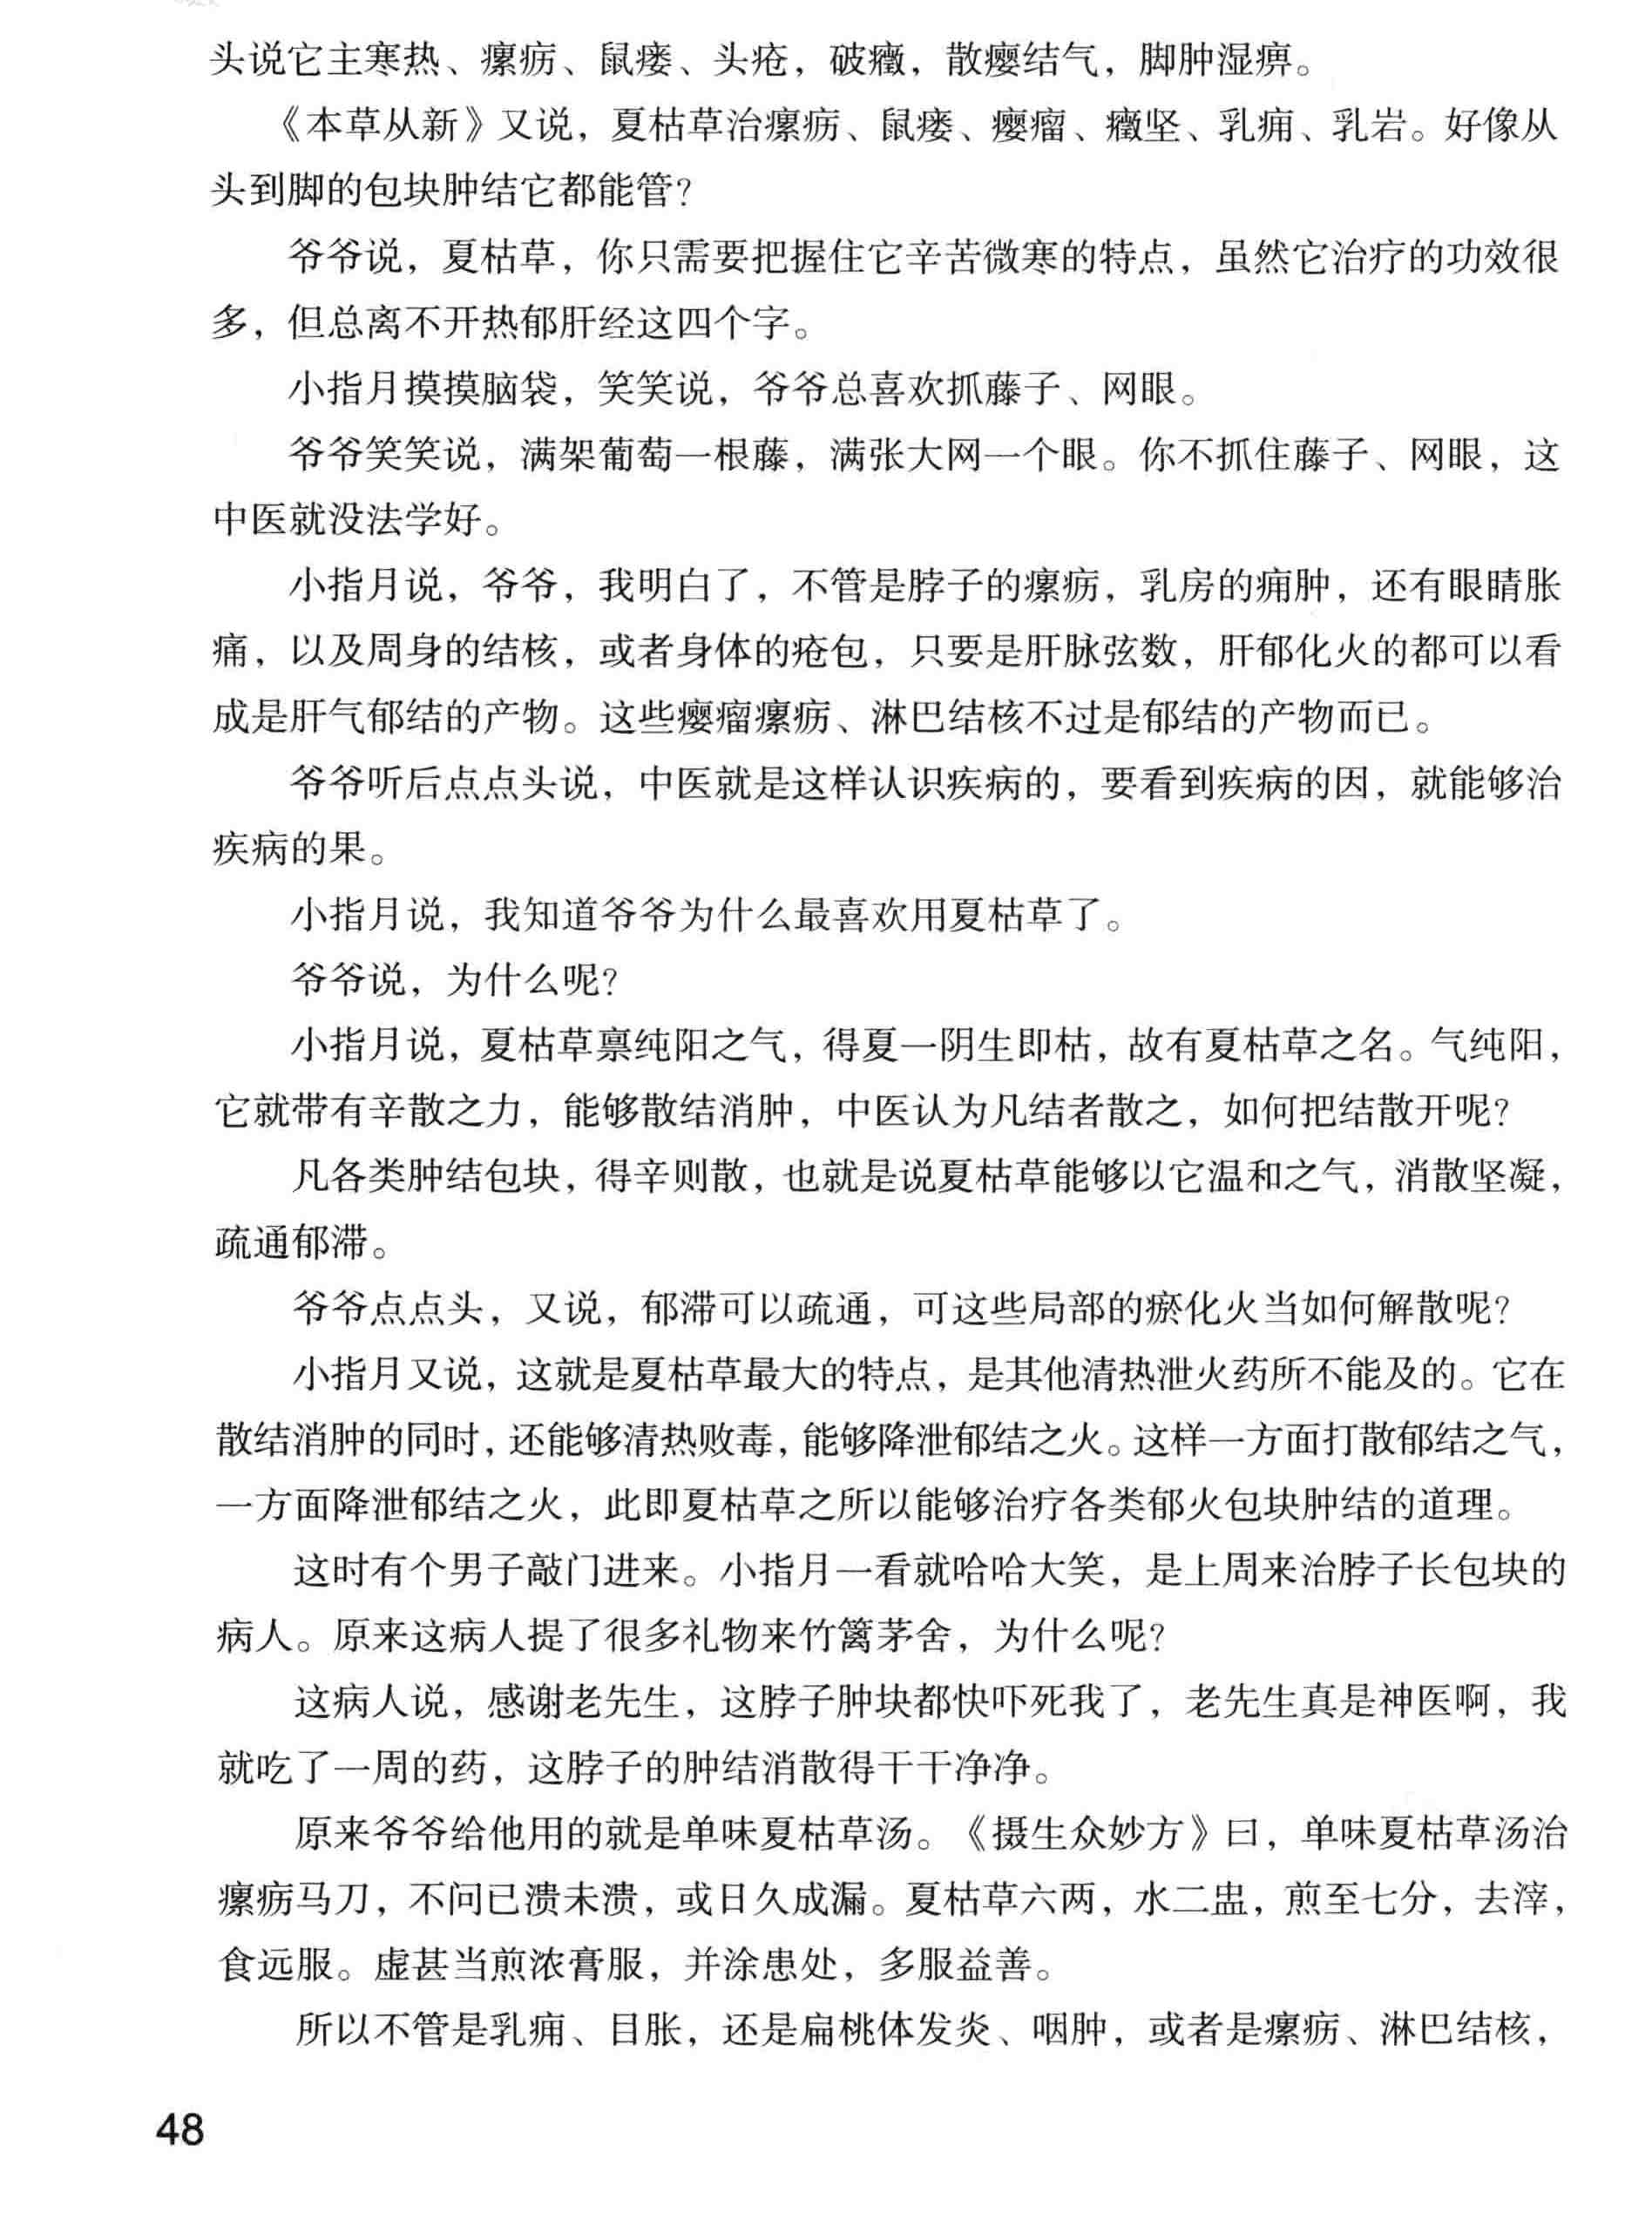 头说它主寒热、瘰疬、鼠瘘、头疮，破癥，散瘿结气，脚肿湿痹。
《本草从新》又说，夏枯草治瘰疬、鼠瘘、瘿瘤、癥坚、乳痈、乳岩。好像从
头到脚的包块肿结它都能管？
爷爷说，夏枯草，你只需要把握住它辛苦微寒的特点，虽然它治疗的功效很
多，但总离不开热郁肝经这四个字。
小指月摸摸脑袋，笑笑说，爷爷总喜欢抓藤子、网眼。
爷爷笑笑说，满架葡萄一根藤，满张大网一个眼。你不抓住藤子、网眼，这
中医就没法学好。
小指月说，爷爷，我明白了，不管是脖子的瘰疬，乳房的痈肿，还有眼睛胀
痛，以及周身的结核，或者身体的疮包，只要是肝脉弦数，肝郁化火的都可以看
成是肝气郁结的产物。这些瘿瘤瘰疬、淋巴结核不过是郁结的产物而已。
爷爷听后点点头说，中医就是这样认识疾病的，要看到疾病的因，就能够治
疾病的果。
小指月说，我知道爷爷为什么最喜欢用夏枯草了。
爷爷说，为什么呢？
小指月说，夏枯草禀纯阳之气，得夏一阴生即枯，故有夏枯草之名。气纯阳，
它就带有辛散之力，能够散结消肿，中医认为凡结者散之，如何把结散开呢？
凡各类肿结包块，得辛则散，也就是说夏枯草能够以它温和之气，消散坚凝，
疏通郁滞。
爷爷点点头，又说，郁滞可以疏通，可这些局部的瘀化火当如何解散呢？
小指月又说，这就是夏枯草最大的特点，是其他清热泄火药所不能及的。它在
散结消肿的同时，还能够清热败毒，能够降泄郁结之火。这样一方面打散郁结之气，
一方面降泄郁结之火，此即夏枯草之所以能够治疗各类郁火包块肿结的道理。
这时有个男子敲门进来。小指月一看就哈哈大笑，是上周来治脖子长包块的
病人。原来这病人提了很多礼物来竹篱茅舍，为什么呢？
这病人说，感谢老先生，这脖子肿块都快吓死我了，老先生真是神医啊，我
就吃了一周的药，这脖子的肿结消散得干干净净。
原来爷爷给他用的就是单味夏枯草汤。《摄生众妙方》曰，单味夏枯草汤治
瘰疬马刀，不问已溃未溃，或日久成漏。夏枯草六两，水二盅，煎至七分，去滓，
食远服。虚甚当煎浓膏服，并涂患处，多服益善。
所以不管是乳痈、目胀，还是扁桃体发炎、咽肿，或者是瘰疬、淋巴结核，
48